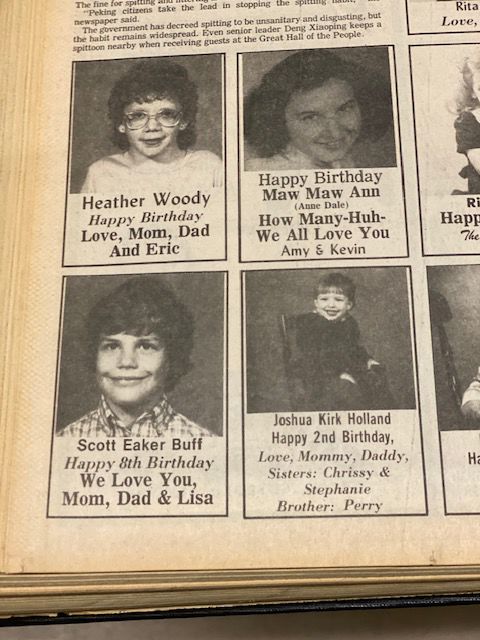 The fine for spitting and
"Peking citizens take the lead in stopping the spitting habit,"
newspaper said.
The government has decreed spitting to be unsanitary and disgusting, but
the habit remains widespread. Even senior leader Deng Xiaoping keeps a
spittoon nearby when receiving guests at the Great Hall of the People.
Rita
Love,
Heather Woody
Happy Birthday
Love, Mom, Dad
And Eric
Happy Birthday
Maw Maw Ann
(Anne Dale)
How Many-Huh-
We All Love You
Amy & Kevin
Ri
Happ
The
Scott Eaker Buff
Happy 8th Birthday
We Love You,
Mom, Dad & Lisa
Joshua Kirk Holland
Happy 2nd Birthday,
Love, Mommy, Daddy,
Sisters: Chrissy &
Stephanie
Brother: Perry
Ha